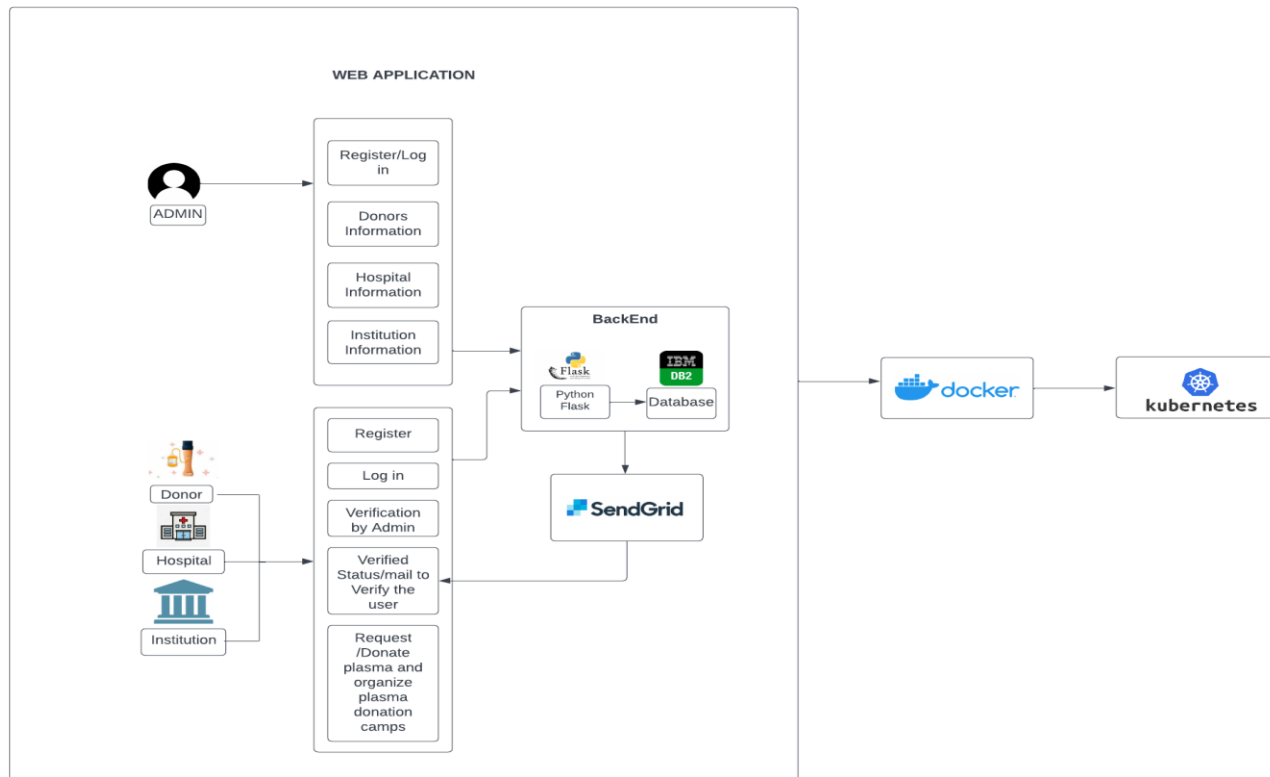 WEB APPLICATION
ADMIN
Register/Log
in
Donors
Information
Hospital
Information
Institution
Information
BackEnd
Flask
IBM
DB2
Python
Flask
Database
docker
kubernetes
Donor
Hospital
Institution
Register
Log in
Verification
by Admin
Verified
Status/mail to
Verify the
user
Request
/Donate
plasma and
organize
plasma
donation
camps
SendGrid